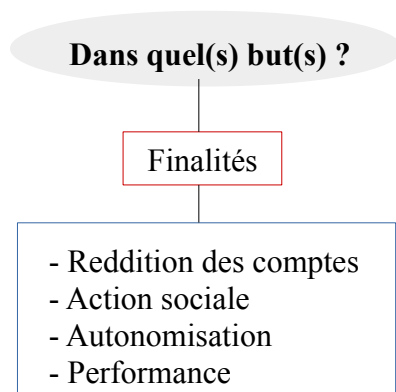 Dans quel(s) but(s) ?
Finalités
- Reddition des comptes
- Action sociale
- Autonomisation
- Performance